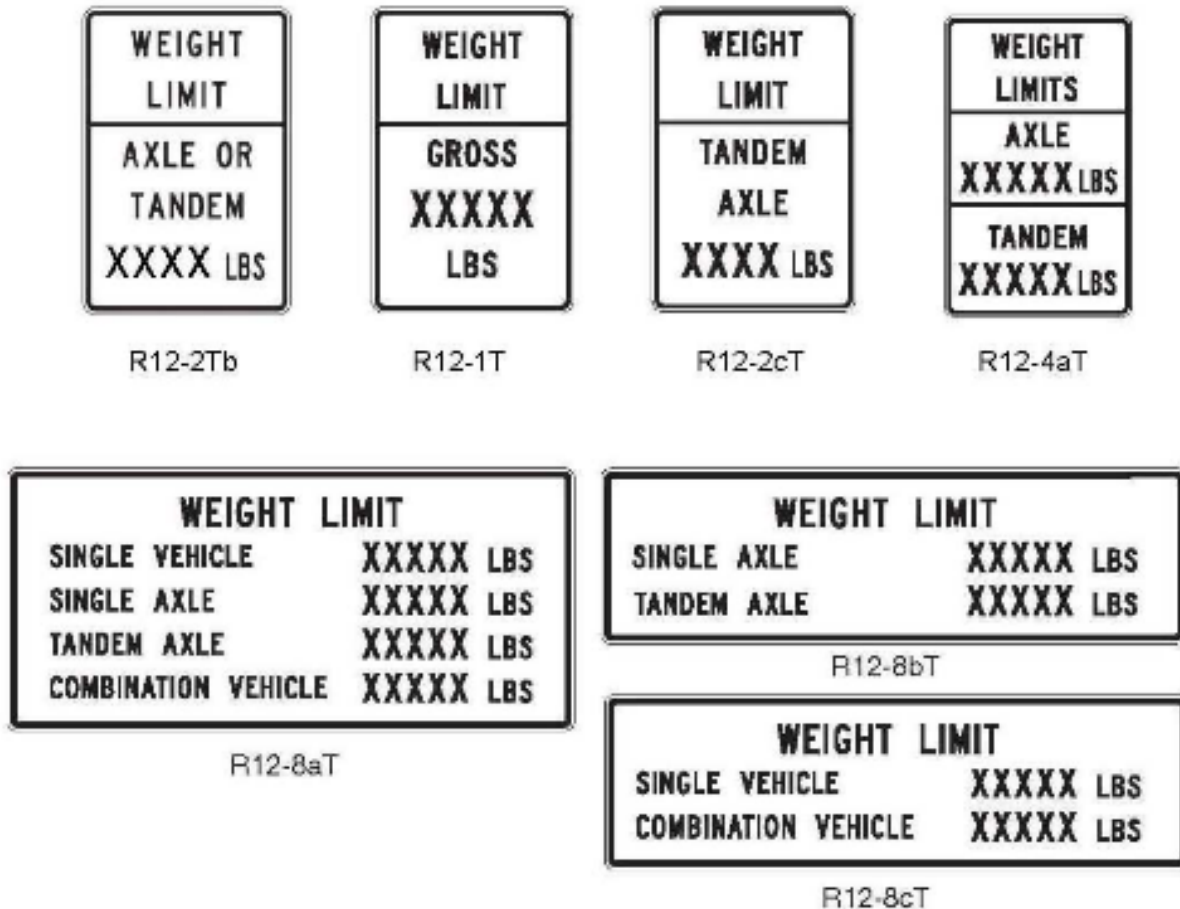 WEIGHT
LIMIT
AXLE OR
TANDEM
XXXX LBS
R12-2Tb
WEIGHT
LIMIT
GROSS
XXXXX
LBS
R12-1T
WEIGHT
LIMIT
TANDEM
AXLE
XXXX LBS
R12-2cT
WEIGHT
LIMITS
AXLE
XXXXX LBS
TANDEM
XXXXX LBS
R12-4aT
WEIGHT LIMIT
SINGLE VEHICLE XXXXX LBS
SINGLE AXLE XXXXX LBS
TANDEM AXLE XXXXX LBS
COMBINATION VEHICLE XXXXX LBS
R12-8aT
WEIGHT LIMIT
SINGLE AXLE XXXXX LBS
TANDEM AXLE XXXXX LBS
R12-8bT
WEIGHT LIMIT
SINGLE VEHICLE XXXXX LBS
COMBINATION VEHICLE XXXXX LBS
R12-8cT